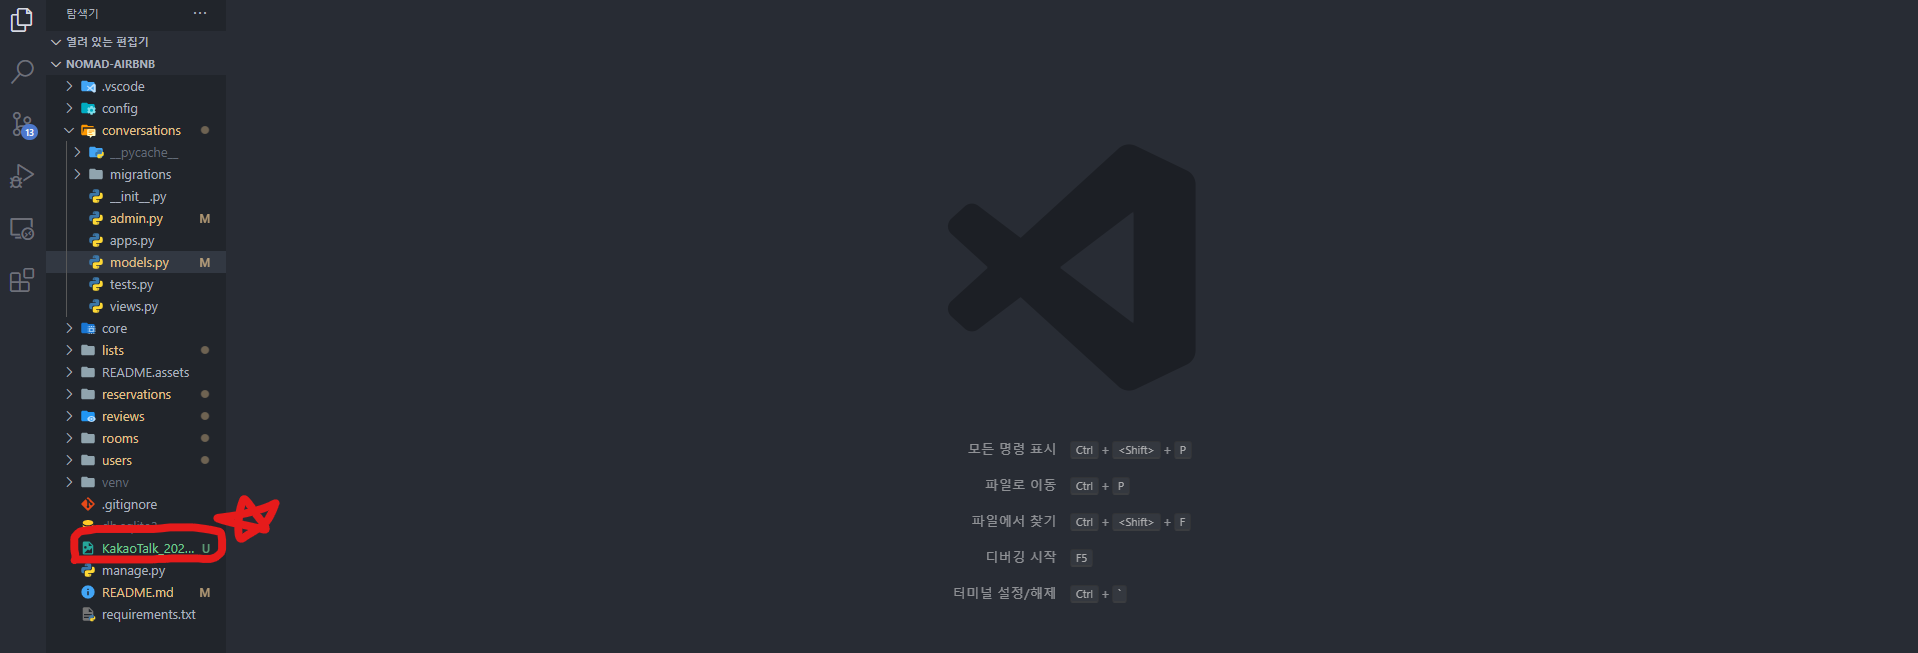 탐색기 ···
열려 있는 편집기
NOMAD-AIRBNB
.vscode
config
13
conversations
__pycache__
migrations
__init__.py
admin.py M
apps.py
models.py M
tests.py
views.py
core
lists
README.assets
reservations
reviews
rooms
users
venv
.gitignore
KakaoTalk_202... U
manage.py
README.md M
requirements.txt
모든 명령 표시 Ctrl + <Shift> + P
파일로 이동 Ctrl + P
파일에서 찾기 Ctrl + <Shift> + F
디버깅 시작 F5
터미널 설정/해제 Ctrl + `